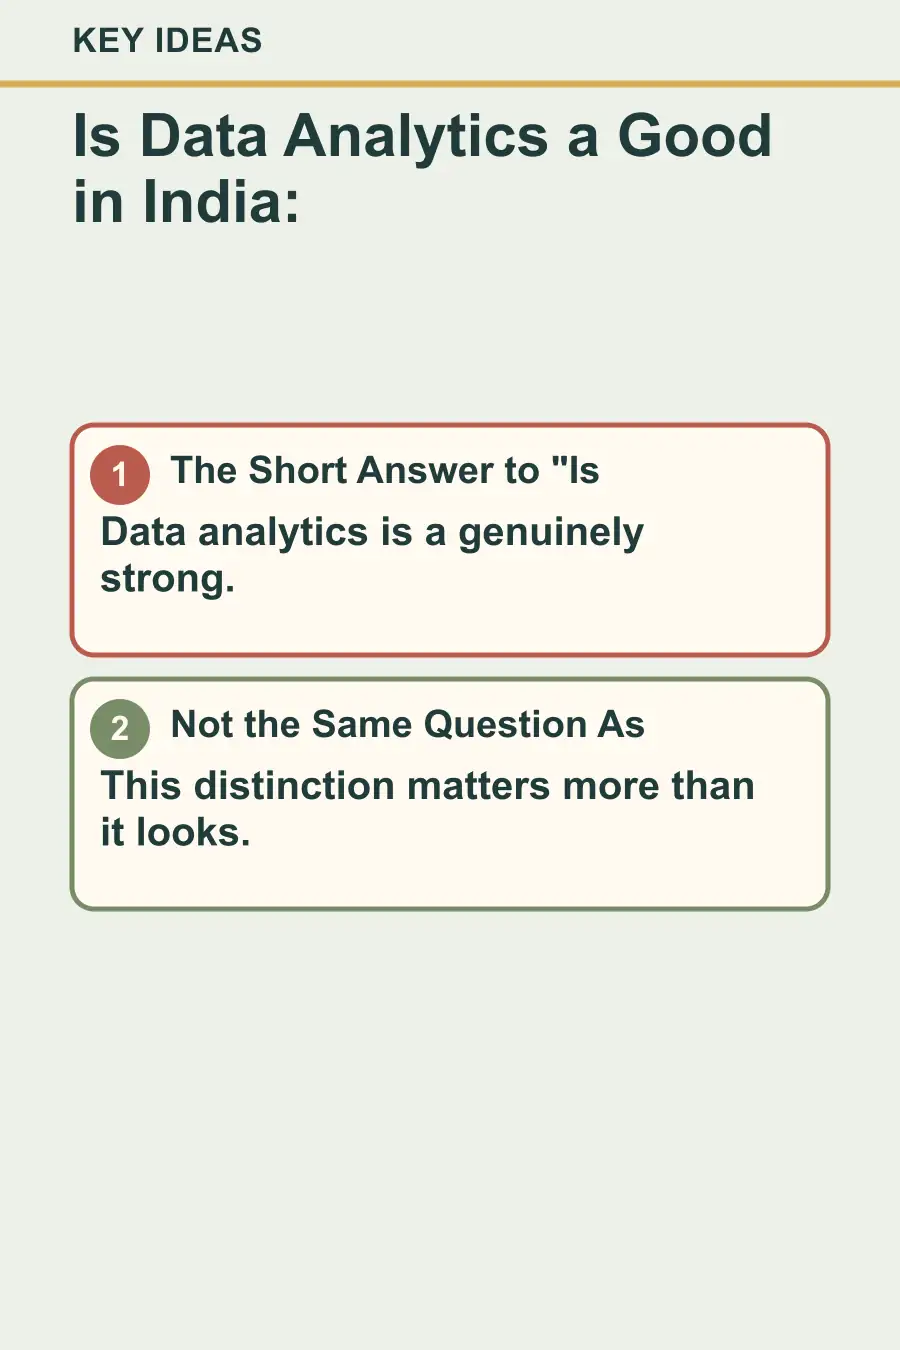 KEY IDEAS
Is Data Analytics a Good
in India:
1 The Short Answer to "Is
Data analytics is a genuinely
strong.
2 Not the Same Question As
This distinction matters more than
it looks.